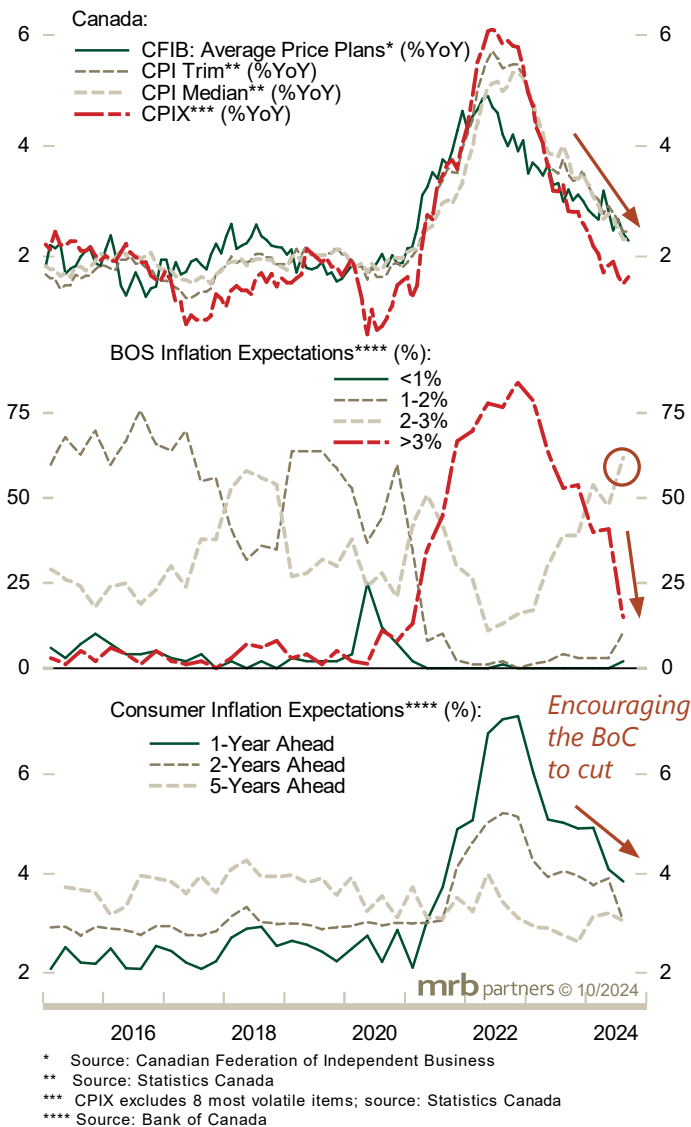 Canada:
CFIB: Average Price Plans* (%YoY)
CPI Trim** (%YoY)
CPI Median** (%YoY)
CPIX*** (%YoY)
6 6
4 4
2 2
BOS Inflation Expectations**** (%):
<1%
1-2%
2-3%
>3%
75 75
50 50
25 25
0 0
Consumer Inflation Expectations**** (%):
1-Year Ahead
2-Years Ahead
5-Years Ahead
Encouraging
the BoC
to cut
6 6
4 4
2 2
mrb partners © 10/2024
2016 2018 2020 2022 2024
* Source: Canadian Federation of Independent Business
** Source: Statistics Canada
*** CPIX excludes 8 most volatile items; source: Statistics Canada
**** Source: Bank of Canada